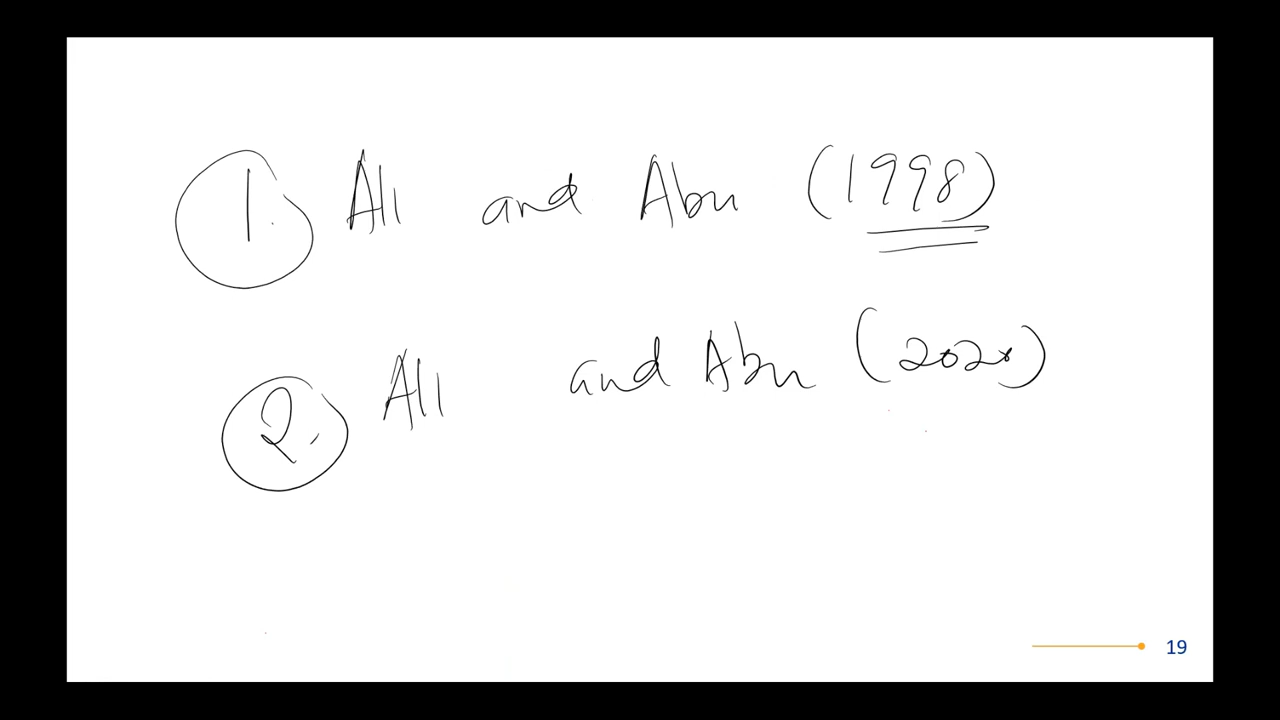 1. Ali and Abu (1998)
2. Ali and Abu (2020)
19